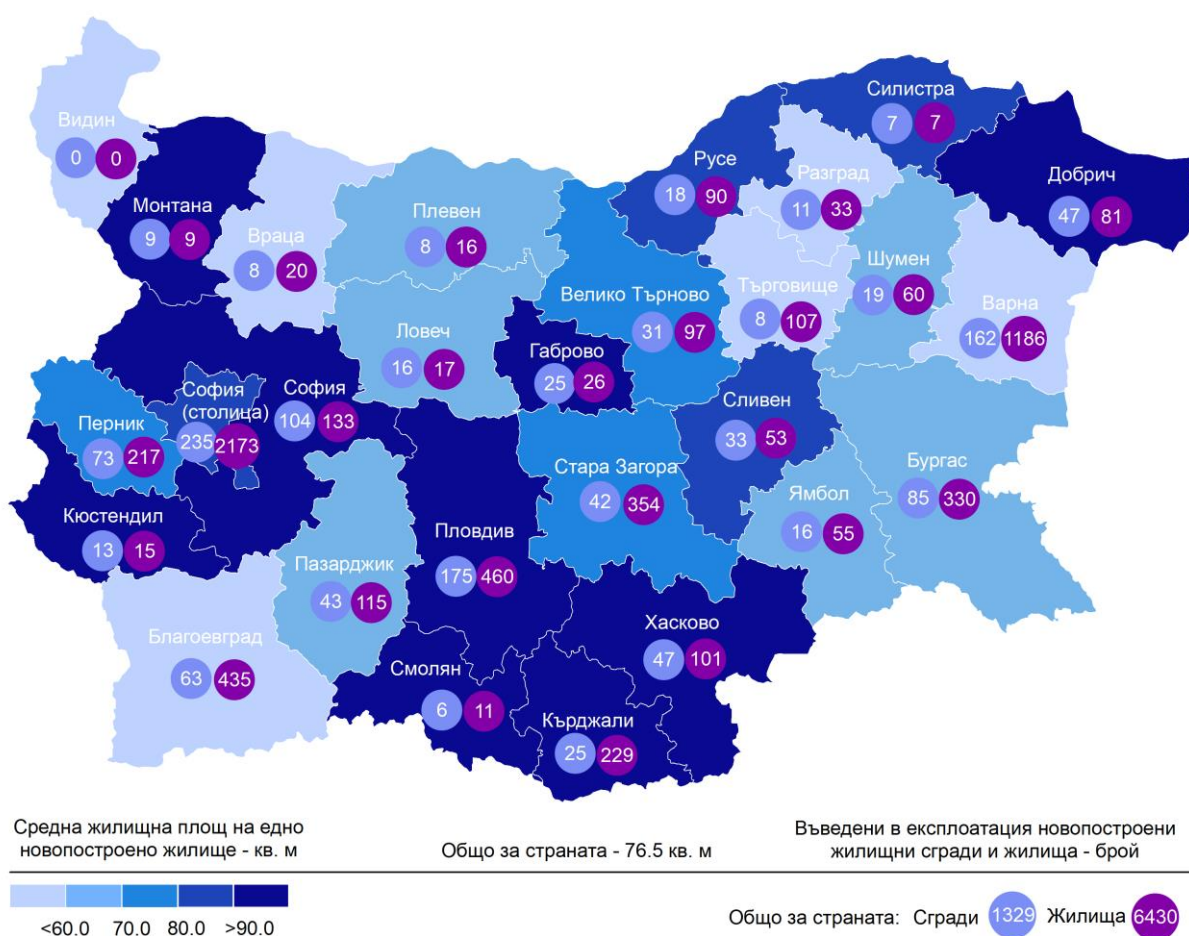 Видин
0 0
Монтана
9 9
Враца
8 20
Плевен
8 16
Ловеч
16 17
Велико Търново
31 97
Габрово
25 26
Русе
18 90
Силистра
7 7
Разград
11 33
Добрич
47 81
Шумен
19 60
Търговище
8 107
Варна
162 1186
София
(столица)
235 2173
София
104 133
Перник
73 217
Кюстендил
13 15
Благоевград
63 435
Пазарджик
43 115
Пловдив
175 460
Смолян
6 11
Стара Загора
42 354
Сливен
33 53
Ямбол
16 55
Бургас
85 330
Хасково
47 101
Кърджали
25 229
Средна жилищна площ на едно
новопостроено жилище - кв. м
<60.0 70.0 80.0 >90.0
Общо за страната - 76.5 кв. м
Въведени в експлоатация новопостроени
жилищни сгради и жилища - брой
Общо за страната: Сгради 1329 Жилища 6430